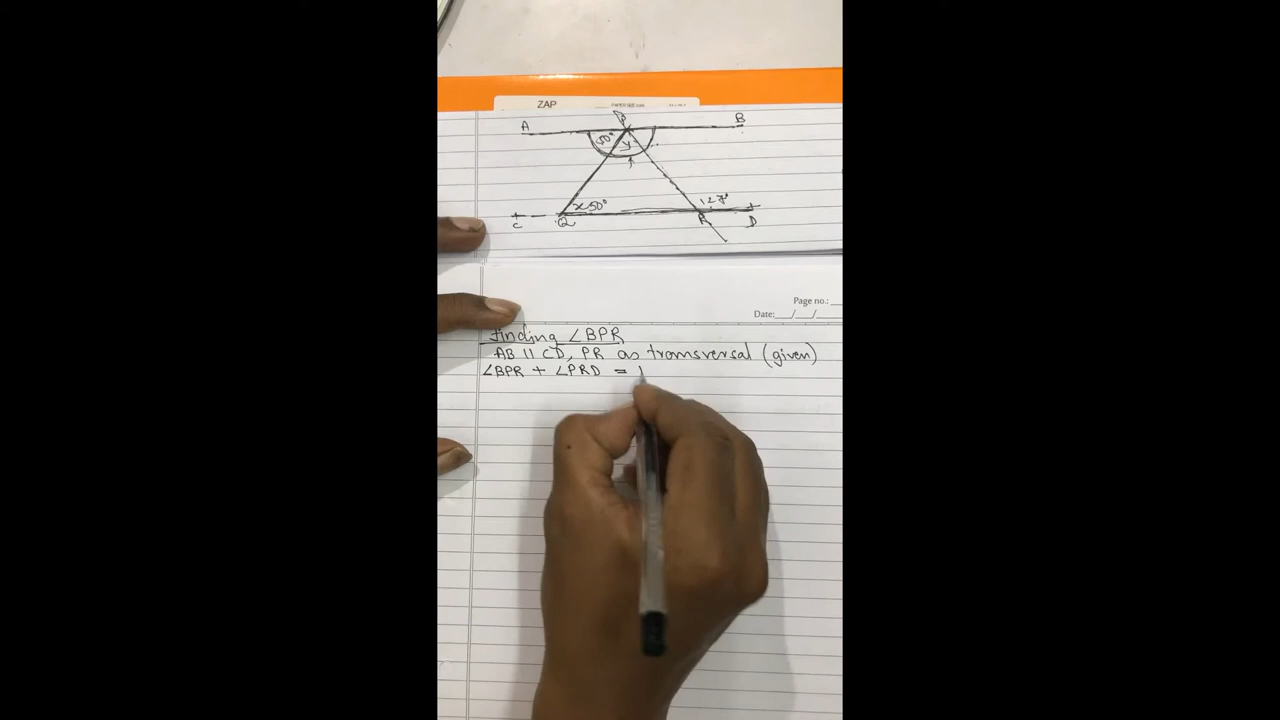 ZAP
P
A
B
50°
y
x 50°
127°
C
Q
R
D
Page no.:
Date:
Finding ∠BPR
AB || CD, PR as transversal (given)
∠BPR + ∠PRD = 1